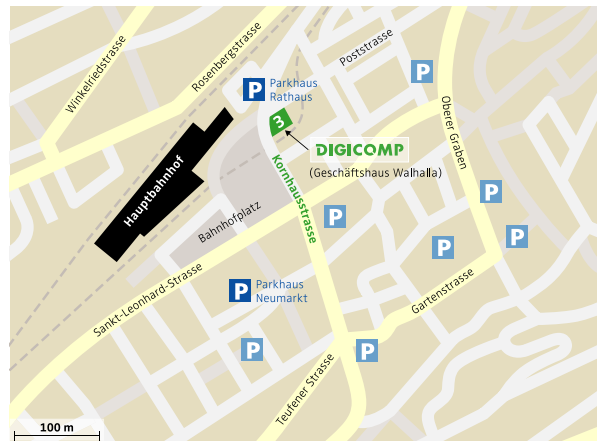 Winkelriedstrasse
Rosenbergstrasse
Poststrasse
P
P
Parkhaus
Rathaus
3
DIGICOMP
(Geschäftshaus Walhalla)
Oberer Graben
Hauptbahnhof
Kornhausstrasse
Bahnhofplatz
P
P
P
P
Sankt-Leonhard-Strasse
P
Parkhaus
Neumarkt
Gartenstrasse
P
P
Teufener Strasse
100 m